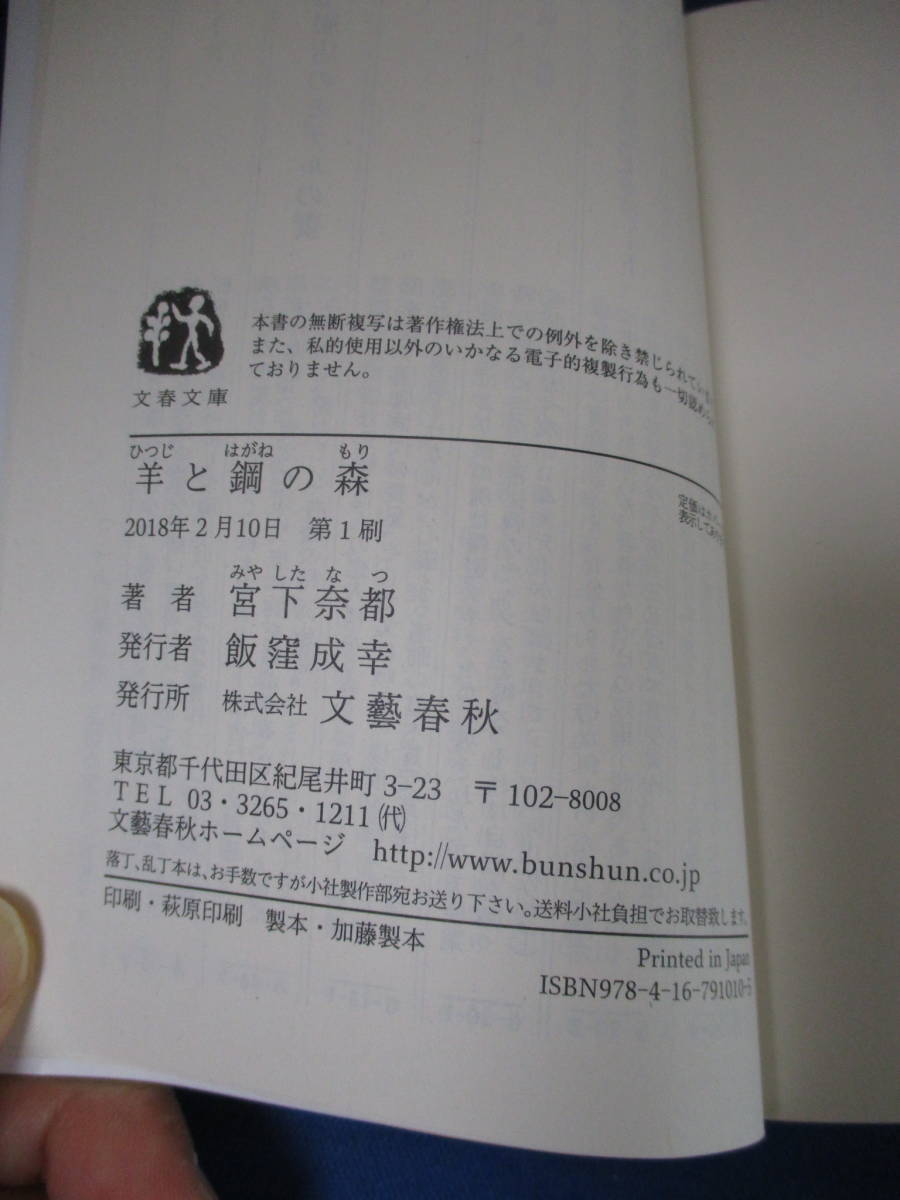 本書の無断複写は著作権法上での例外を除き禁じられてい
また、私的使用以外のいかなる電子的複製行為も一切認め
ておりません。
文春文庫
ひつじ はがね もり
羊と鋼の森
定価は
表示して
2018年2月10日 第1刷
みや した な つ
著者 宮下奈都
発行者 飯窪成幸
発行所 株式会社 文藝春秋
東京都千代田区紀尾井町 3-23 〒102-8008
TEL 03・3265・1211㈹
文藝春秋ホームページ http://www.bunshun.co.jp
落丁、乱丁本は、お手数ですが小社製作部宛お送り下さい。送料小社負担でお取替致します。
印刷・萩原印刷 製本・加藤製本
Printed in Japan
ISBN978-4-16-791010-5